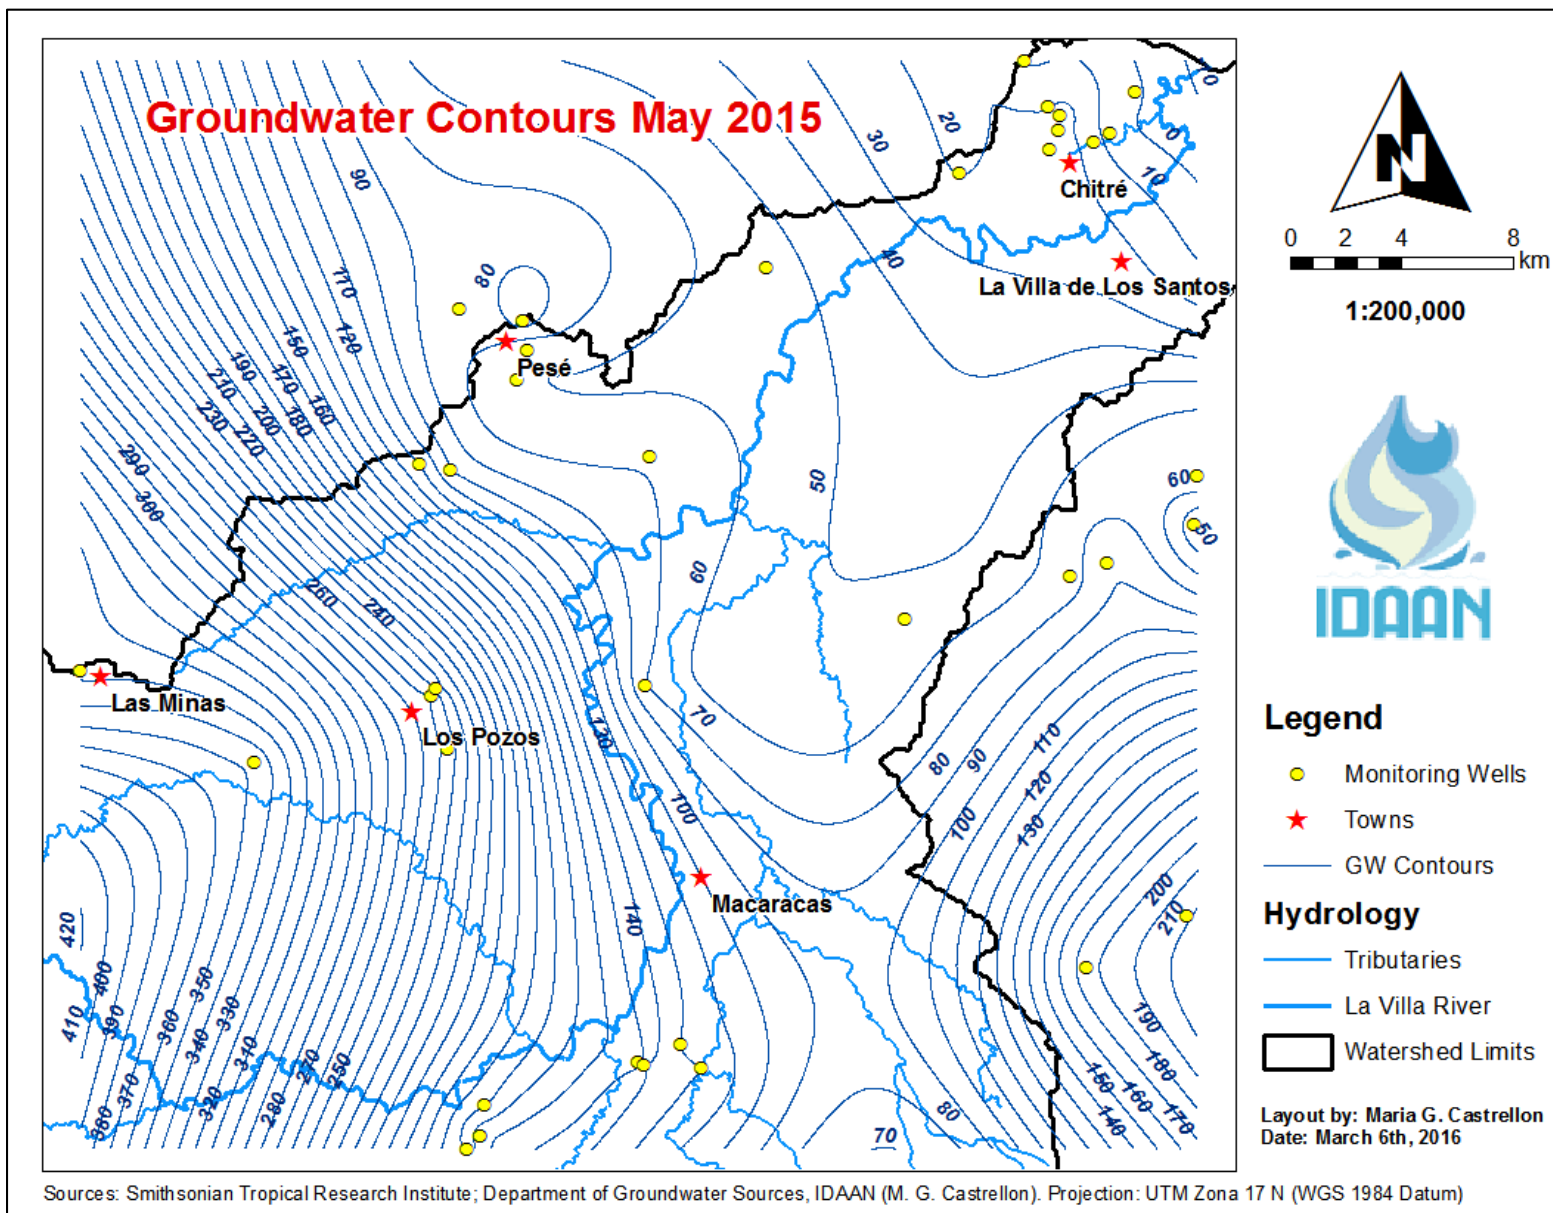 Groundwater Contours May 2015
0
20
30
0
10
Chitré
90
40
La Villa de Los Santos
80
170
150
120
Pesé
190
170
210
160
200
180
230
220
290
300
50
60
50
260
240
60
Las Minas
Los Pozos
130
70
110
80
90
120
100
100
130
Macaracas
140
200
210
420
400
350
410
390
360
330
340
310
270
250
370
320
280
380
190
180
150
160
170
140
80
70
N
0 2 4 8
km
1:200,000
IDAAN
Legend
Monitoring Wells
Towns
GW Contours
Hydrology
Tributaries
La Villa River
Watershed Limits
Layout by: Maria G. Castrellon
Date: March 6th, 2016
Sources: Smithsonian Tropical Research Institute; Department of Groundwater Sources, IDAAN (M. G. Castrellon). Projection: UTM Zona 17 N (WGS 1984 Datum)